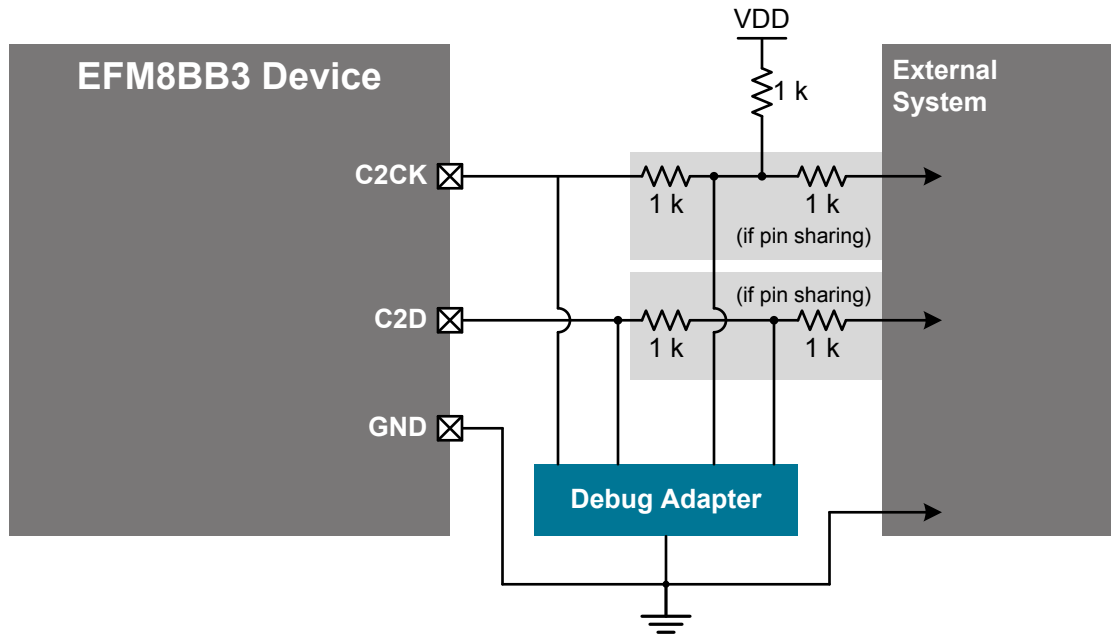 VDD
EFM8BB3 Device
External
System
1 k
C2CK
1 k
1 k
(if pin sharing)
(if pin sharing)
C2D
1 k
1 k
GND
Debug Adapter